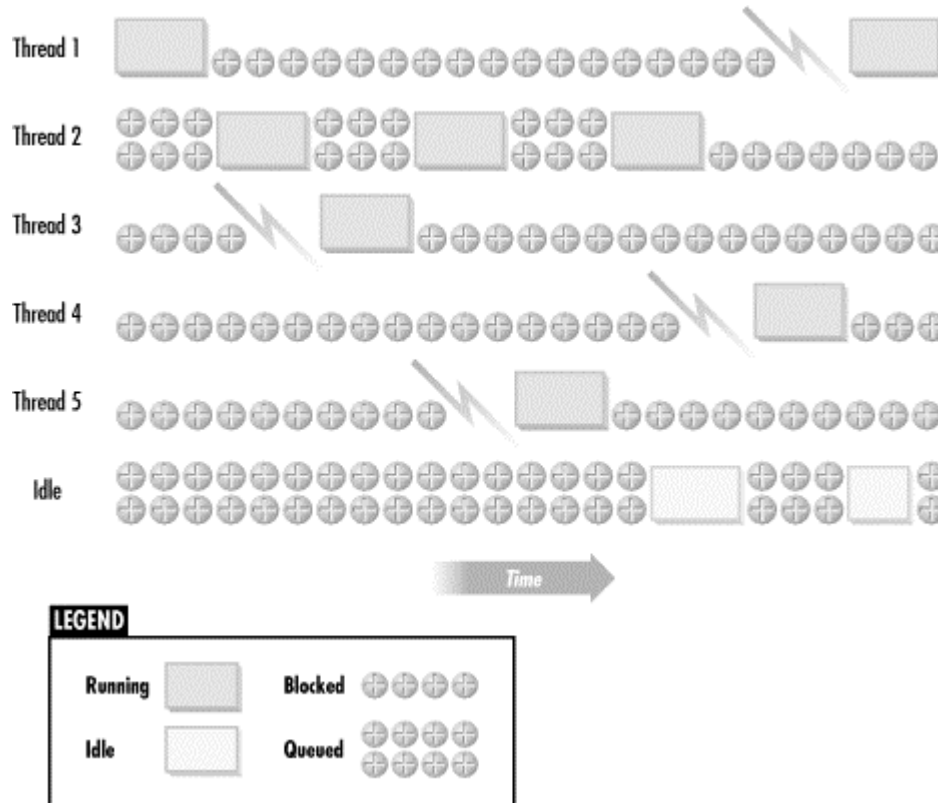 Thread 1
Thread 2
Thread 3
Thread 4
Thread 5
Idle
Time
LEGEND
Running
Blocked
Idle
Queued